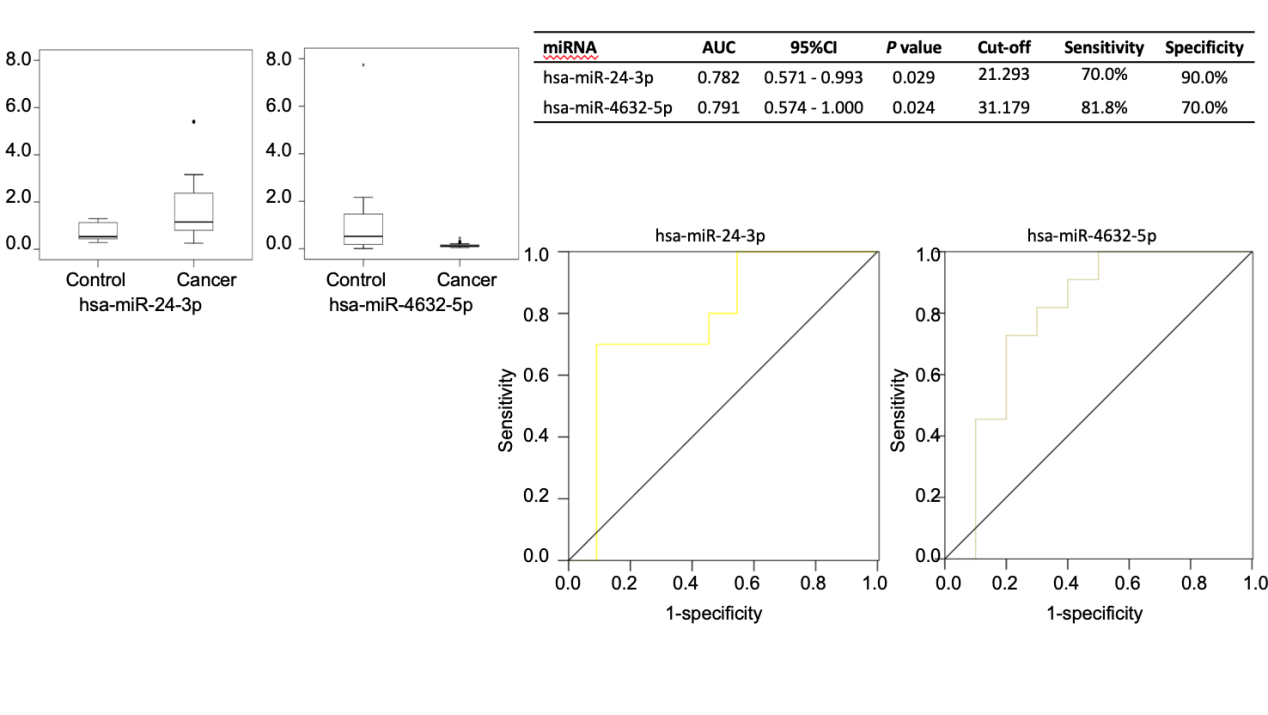 8.0
6.0
4.0
2.0
0.0
Control Cancer
hsa-miR-24-3p
8.0
6.0
4.0
2.0
0.0
Control Cancer
hsa-miR-4632-5p
miRNA AUC 95%CI P value Cut-off Sensitivity Specificity
hsa-miR-24-3p 0.782 0.571 - 0.993 0.029 21.293 70.0% 90.0%
hsa-miR-4632-5p 0.791 0.574 - 1.000 0.024 31.179 81.8% 70.0%
hsa-miR-24-3p
Sensitivity
1.0
0.8
0.6
0.4
0.2
0.0
0.0 0.2 0.4 0.6 0.8 1.0
1-specificity
hsa-miR-4632-5p
Sensitivity
1.0
0.8
0.6
0.4
0.2
0.0
0.0 0.2 0.4 0.6 0.8 1.0
1-specificity